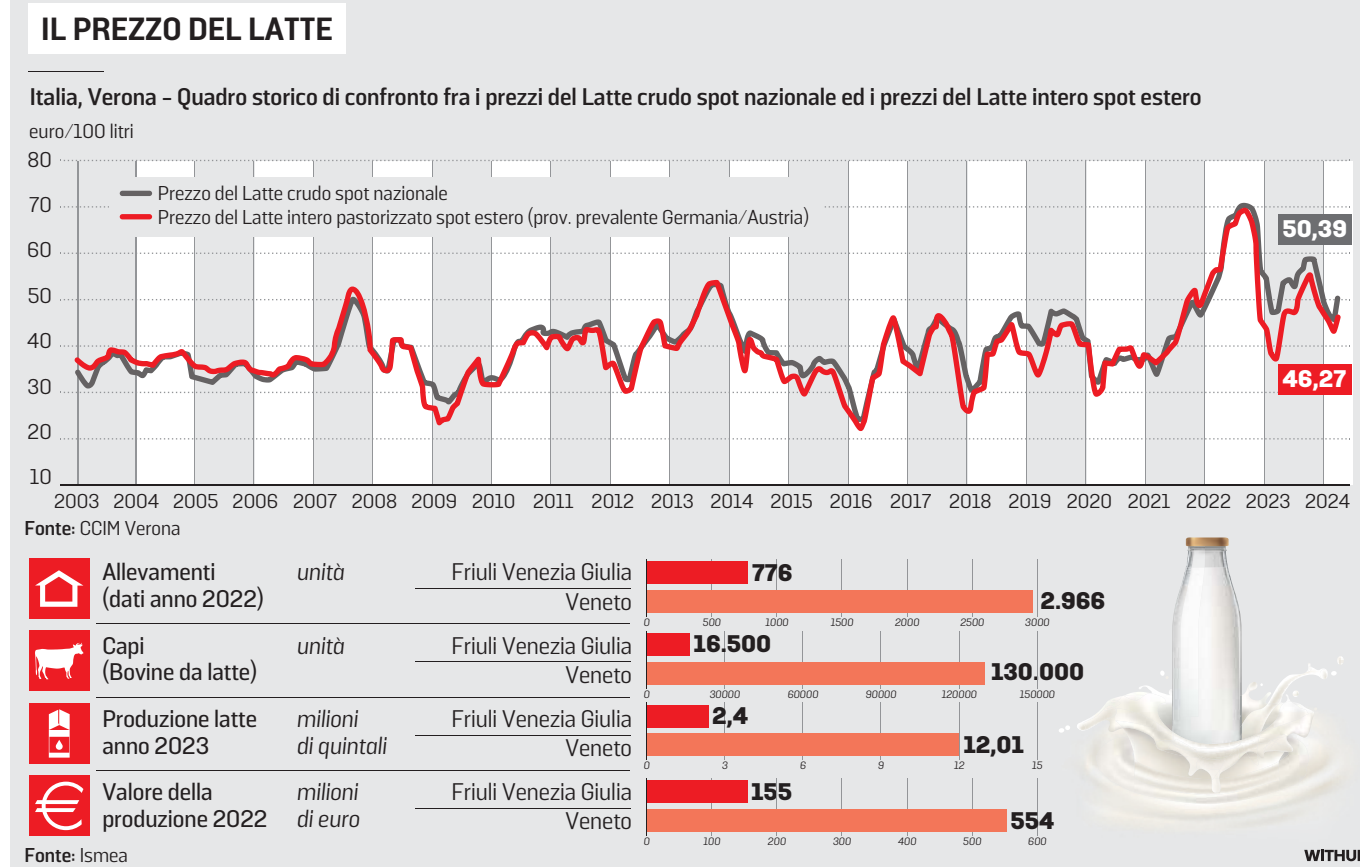 IL PREZZO DEL LATTE
Italia, Verona – Quadro storico di confronto fra i prezzi del Latte crudo spot nazionale ed i prezzi del Latte intero spot estero
euro/100 litri
80
70
60
50
40
30
20
10
Prezzo del Latte crudo spot nazionale
Prezzo del Latte intero pastorizzato spot estero (prov. prevalente Germania/Austria)
50,39
46,27
2003 2004 2005 2006 2007 2008 2009 2010 2011 2012 2013 2014 2015 2016 2017 2018 2019 2020 2021 2022 2023 2024
Fonte: CCIM Verona
Allevamenti
(dati anno 2022)
unità
Friuli Venezia Giulia
776
Veneto
2.966
0 500 1000 1500 2000 2500 3000
Capi
(Bovine da latte)
unità
Friuli Venezia Giulia
16.500
Veneto
130.000
0 30000 60000 90000 120000 150000
Produzione latte
anno 2023
milioni
di quintali
Friuli Venezia Giulia
2,4
Veneto
12,01
0 3 6 9 12 15
Valore della
produzione 2022
milioni
di euro
Friuli Venezia Giulia
155
Veneto
554
0 100 200 300 400 500 600
Fonte: Ismea